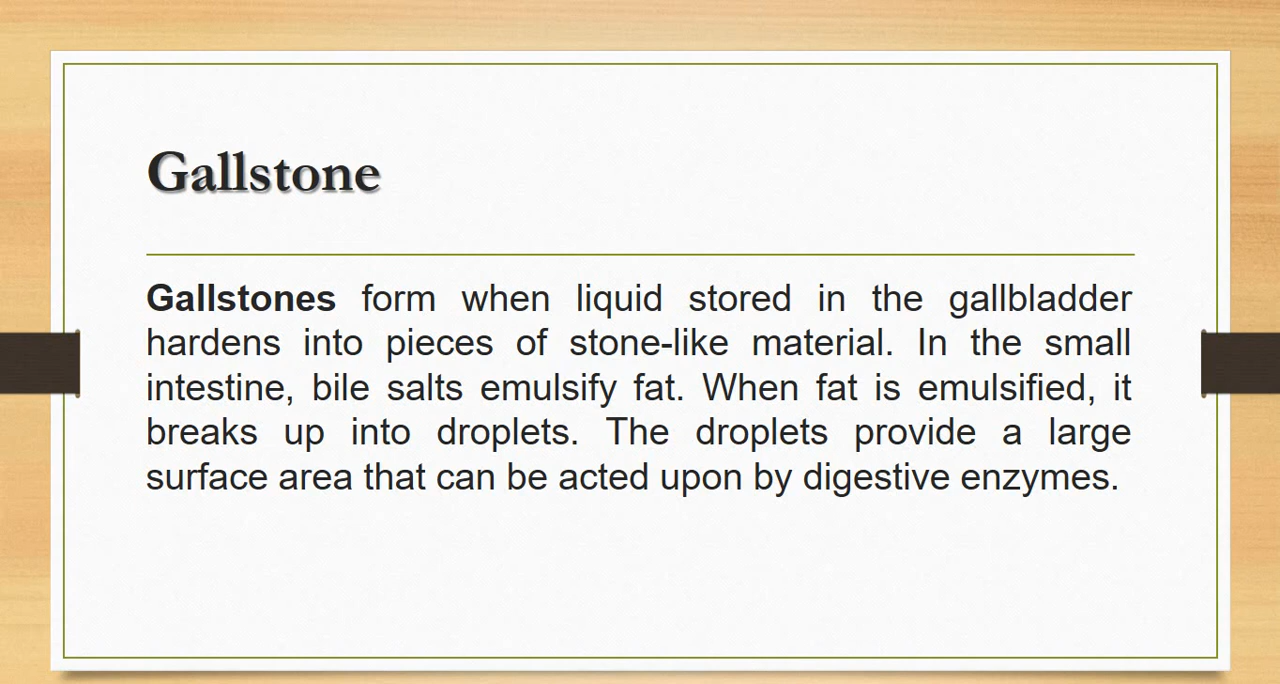 Gallstone
Gallstones form when liquid stored in the gallbladder
hardens into pieces of stone-like material. In the small
intestine, bile salts emulsify fat. When fat is emulsified, it
breaks up into droplets. The droplets provide a large
surface area that can be acted upon by digestive enzymes.